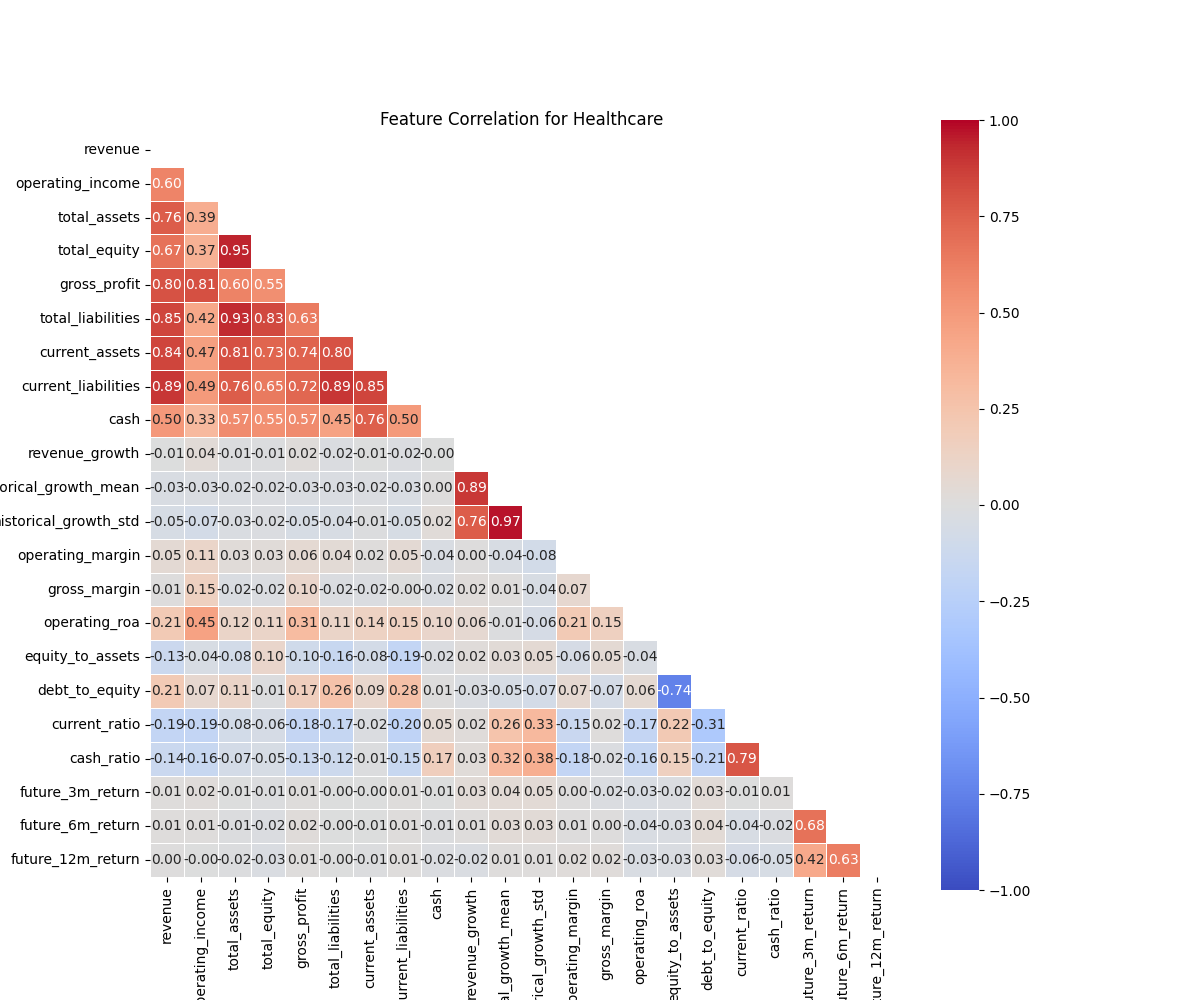 Feature Correlation for Healthcare
revenue
operating_income 0.60
total_assets 0.76 0.39
total_equity 0.67 0.37 0.95
gross_profit 0.80 0.81 0.60 0.55
total_liabilities 0.85 0.42 0.93 0.83 0.63
current_assets 0.84 0.47 0.81 0.73 0.74 0.80
current_liabilities 0.89 0.49 0.76 0.65 0.72 0.89 0.85
cash 0.50 0.33 0.57 0.55 0.57 0.45 0.76 0.50
revenue_growth -0.01 0.04 -0.01 -0.01 0.02 -0.02 -0.01 -0.02 -0.00
orical_growth_mean -0.03 -0.03 -0.02 -0.02 -0.03 -0.03 -0.02 -0.03 0.00 0.89
istorical_growth_std -0.05 -0.07 -0.03 -0.02 -0.05 -0.04 -0.01 -0.05 0.02 0.76 0.97
operating_margin 0.05 0.11 0.03 0.03 0.06 0.04 0.02 0.05 -0.04 0.00 -0.04 -0.08
gross_margin 0.01 0.15 -0.02 -0.02 0.10 -0.02 -0.02 -0.00 -0.02 0.02 0.01 -0.04 0.07
operating_roa 0.21 0.45 0.12 0.11 0.31 0.11 0.14 0.15 0.10 0.06 -0.01 -0.06 0.21 0.15
equity_to_assets -0.13 -0.04 -0.08 0.10 -0.10 -0.16 -0.08 -0.19 -0.02 0.02 0.03 0.05 -0.06 0.05 -0.04
debt_to_equity 0.21 0.07 0.11 -0.01 0.17 0.26 0.09 0.28 0.01 -0.03 -0.05 -0.07 0.07 -0.07 0.06 -0.74
current_ratio -0.19 -0.19 -0.08 -0.06 -0.18 -0.17 -0.02 -0.20 0.05 0.02 0.26 0.33 -0.15 0.02 -0.17 0.22 -0.31
cash_ratio -0.14 -0.16 -0.07 -0.05 -0.13 -0.12 -0.01 -0.15 0.17 0.03 0.32 0.38 -0.18 -0.02 -0.16 0.15 -0.21 0.79
future_3m_return 0.01 0.02 -0.01 -0.01 0.01 -0.00 -0.00 0.01 -0.01 0.03 0.04 0.05 0.00 -0.02 -0.03 -0.02 0.03 -0.01 0.01
future_6m_return 0.01 0.01 -0.01 -0.02 0.02 -0.00 -0.01 0.01 -0.01 0.01 0.03 0.03 0.01 0.00 -0.04 -0.03 0.04 -0.04 -0.02 0.68
future_12m_return 0.00 -0.00 -0.02 -0.03 0.01 -0.00 -0.01 0.01 -0.02 -0.02 0.01 0.01 0.02 0.02 -0.03 -0.03 0.03 -0.06 -0.05 0.42 0.63
revenue
perating_income
total_assets
total_equity
gross_profit
total_liabilities
current_assets
urrent_liabilities
cash
revenue_growth
al_growth_mean
rical_growth_std
perating_margin
gross_margin
operating_roa
equity_to_assets
debt_to_equity
current_ratio
cash_ratio
uture_3m_return
uture_6m_return
ure_12m_return
1.00
0.75
0.50
0.25
0.00
−0.25
−0.50
−0.75
−1.00